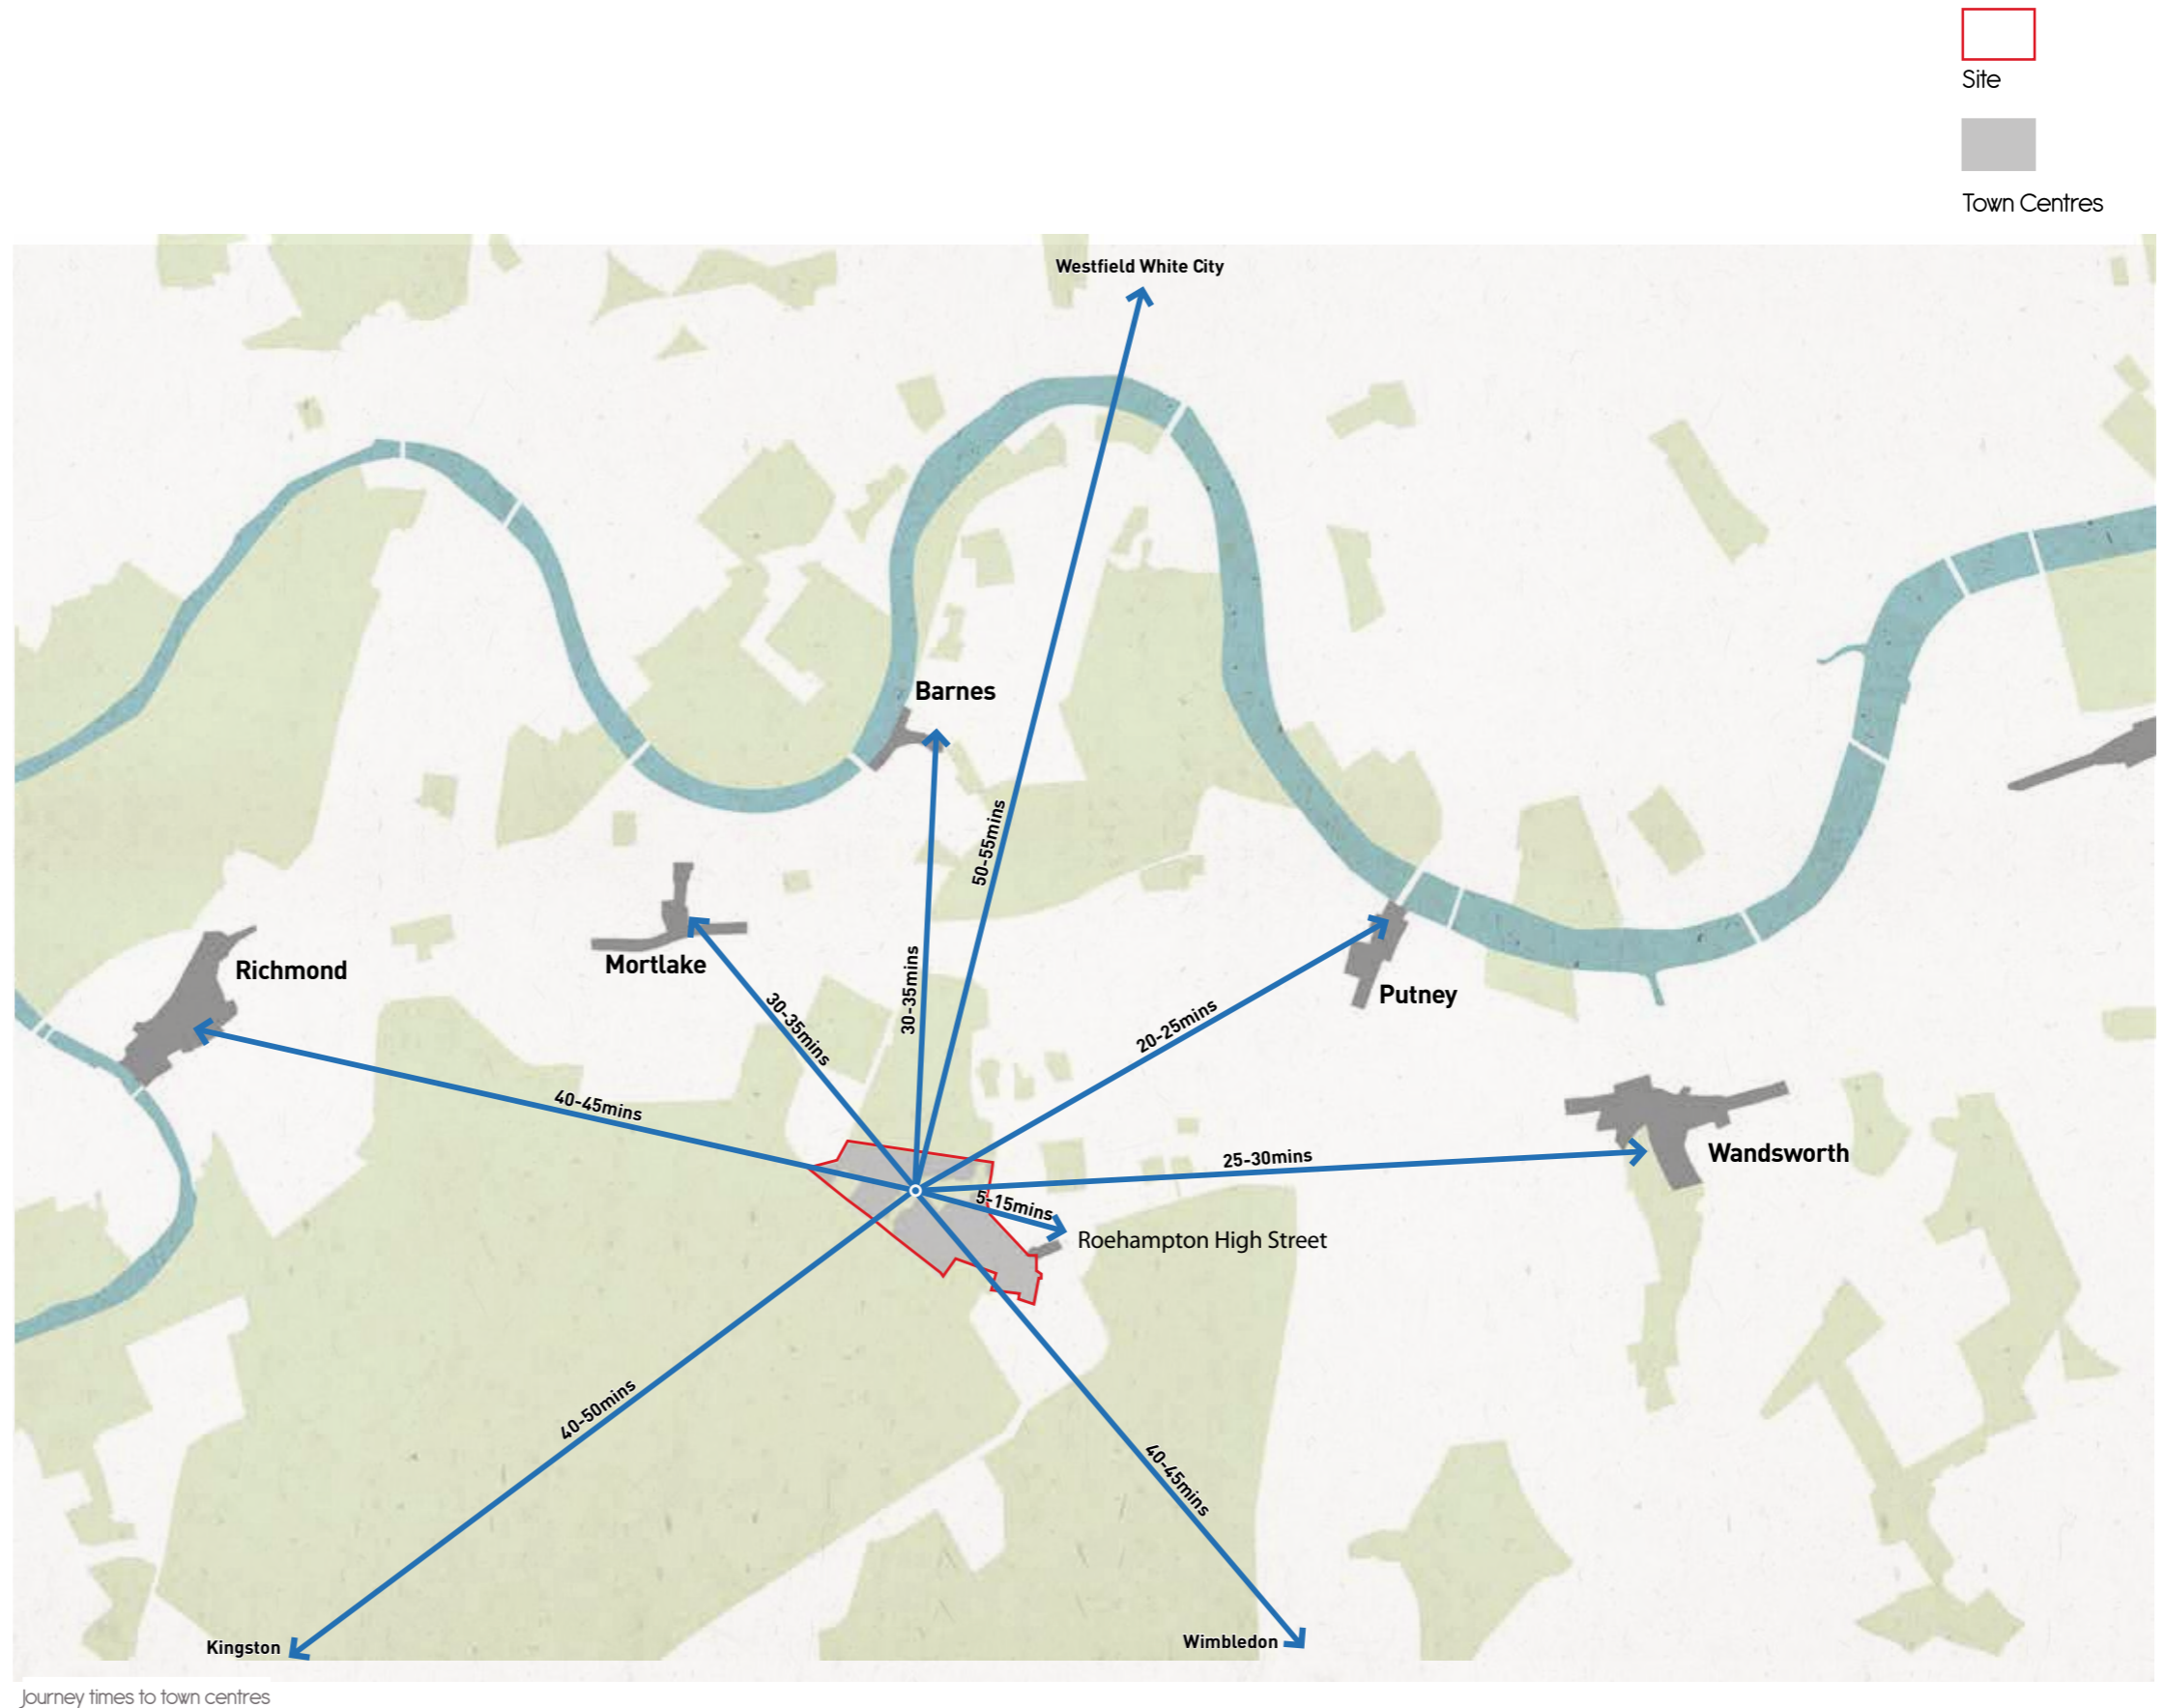 Site
Town Centres
Westfield White City
Barnes
50-55mins
30-35mins
Mortlake
30-35mins
Richmond
40-45mins
Putney
20-25mins
Wandsworth
25-30mins
5-15mins
Roehampton High Street
40-50mins
40-45mins
Kingston
Wimbledon
Journey times to town centres